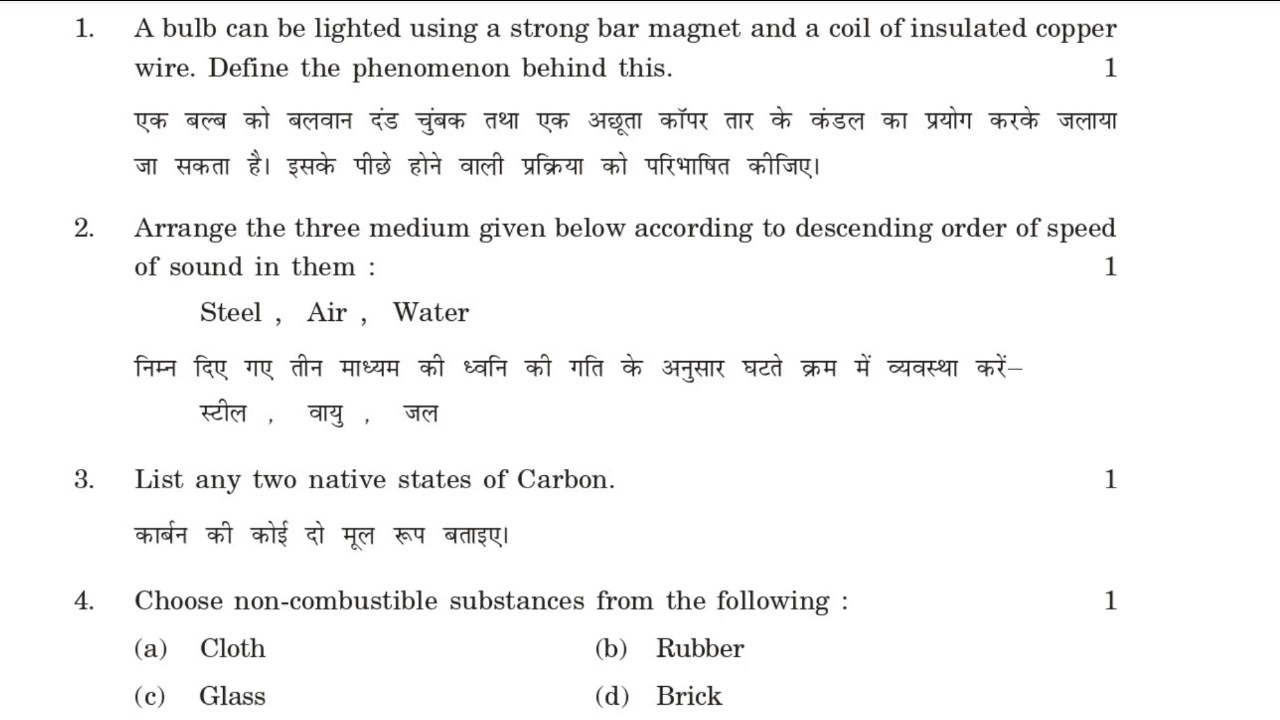 1. A bulb can be lighted using a strong bar magnet and a coil of insulated copper
wire. Define the phenomenon behind this. 1
एक बल्ब को बलवान दंड चुंबक तथा एक अछूता कॉपर तार के कंडल का प्रयोग करके जलाया
जा सकता है। इसके पीछे होने वाली प्रक्रिया को परिभाषित कीजिए।
2. Arrange the three medium given below according to descending order of speed
of sound in them : 1
Steel , Air , Water
निम्न दिए गए तीन माध्यम की ध्वनि की गति के अनुसार घटते क्रम में व्यवस्था करें–
स्टील , वायु , जल
3. List any two native states of Carbon. 1
कार्बन की कोई दो मूल रूप बताइए।
4. Choose non-combustible substances from the following : 1
(a) Cloth (b) Rubber
(c) Glass (d) Brick